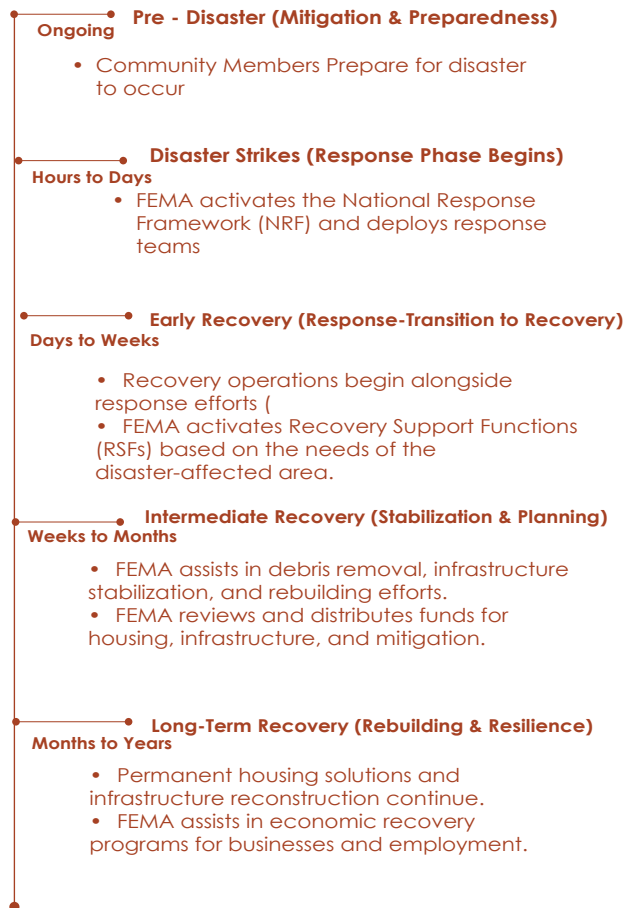 Pre - Disaster (Mitigation & Preparedness)
Ongoing
• Community Members Prepare for disaster
to occur
Disaster Strikes (Response Phase Begins)
Hours to Days
• FEMA activates the National Response
Framework (NRF) and deploys response
teams
Early Recovery (Response-Transition to Recovery)
Days to Weeks
• Recovery operations begin alongside
response efforts (
• FEMA activates Recovery Support Functions
(RSFs) based on the needs of the
disaster-affected area.
Intermediate Recovery (Stabilization & Planning)
Weeks to Months
• FEMA assists in debris removal, infrastructure
stabilization, and rebuilding efforts.
• FEMA reviews and distributes funds for
housing, infrastructure, and mitigation.
Long-Term Recovery (Rebuilding & Resilience)
Months to Years
• Permanent housing solutions and
infrastructure reconstruction continue.
• FEMA assists in economic recovery
programs for businesses and employment.